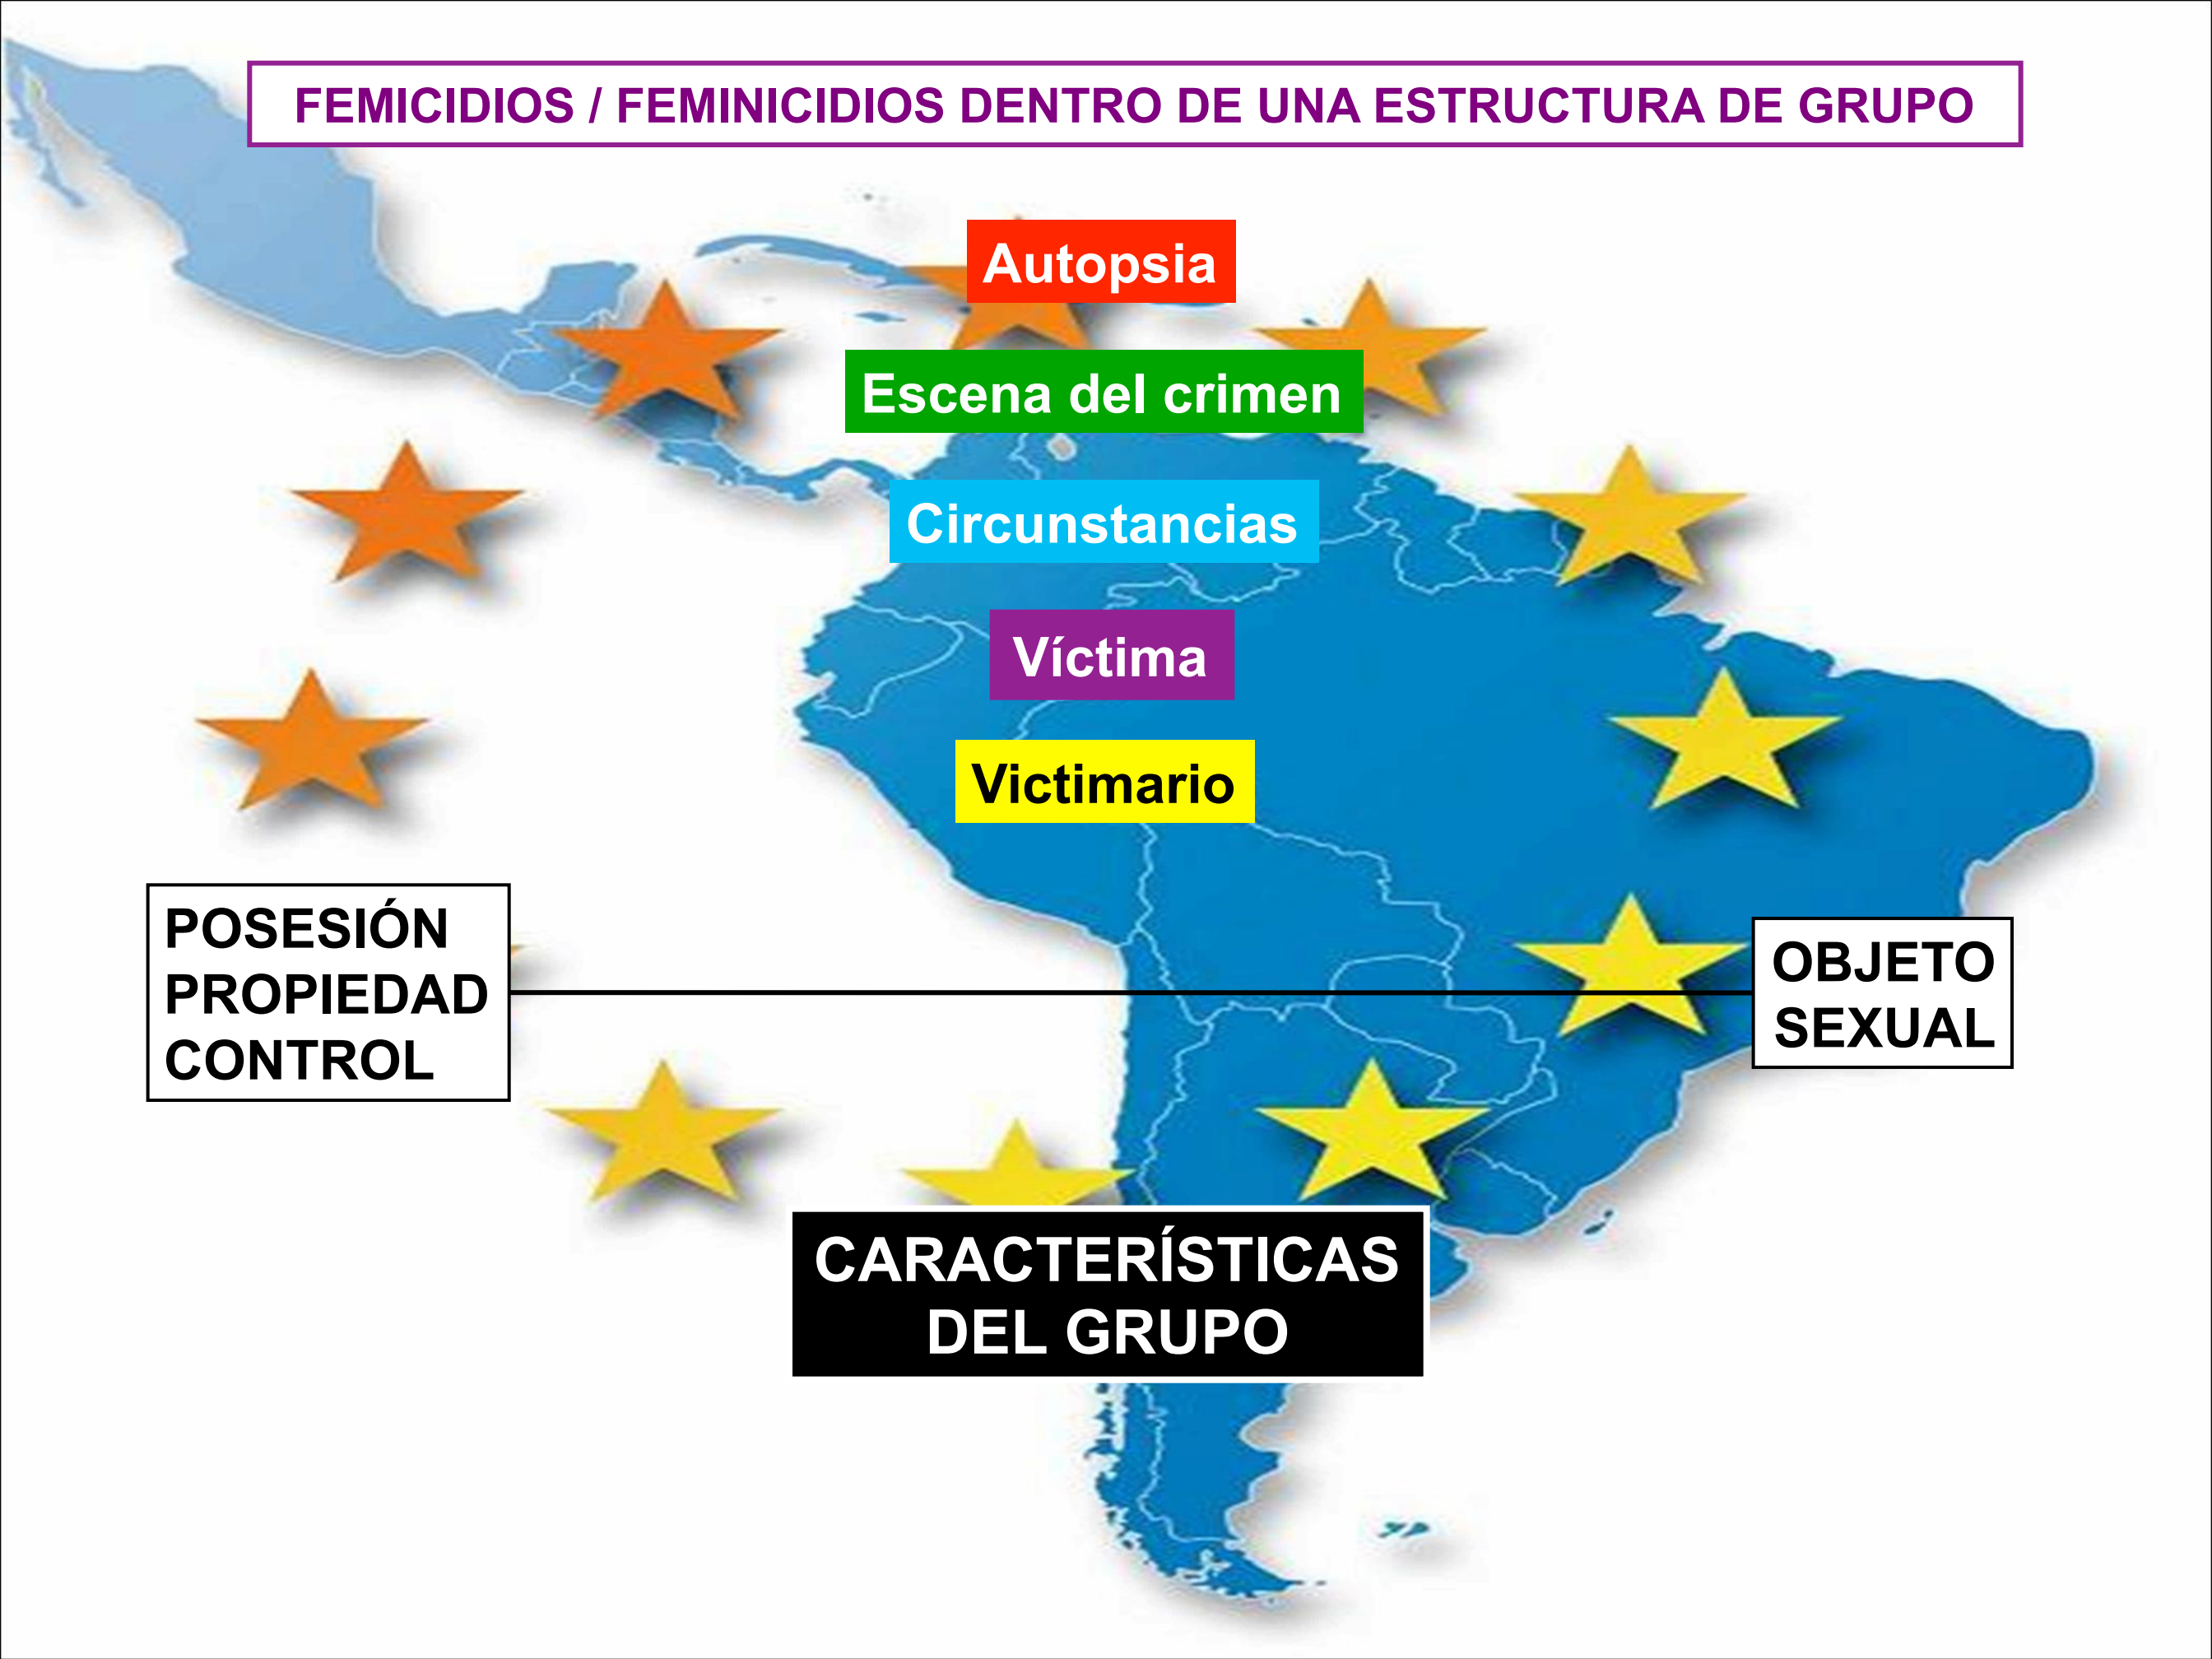 FEMICIDIOS / FEMINICIDIOS DENTRO DE UNA ESTRUCTURA DE GRUPO
Autopsia
Escena del crimen
Circunstancias
Víctima
Victimario
POSESIÓN
PROPIEDAD
CONTROL
OBJETO
SEXUAL
CARACTERÍSTICAS
DEL GRUPO